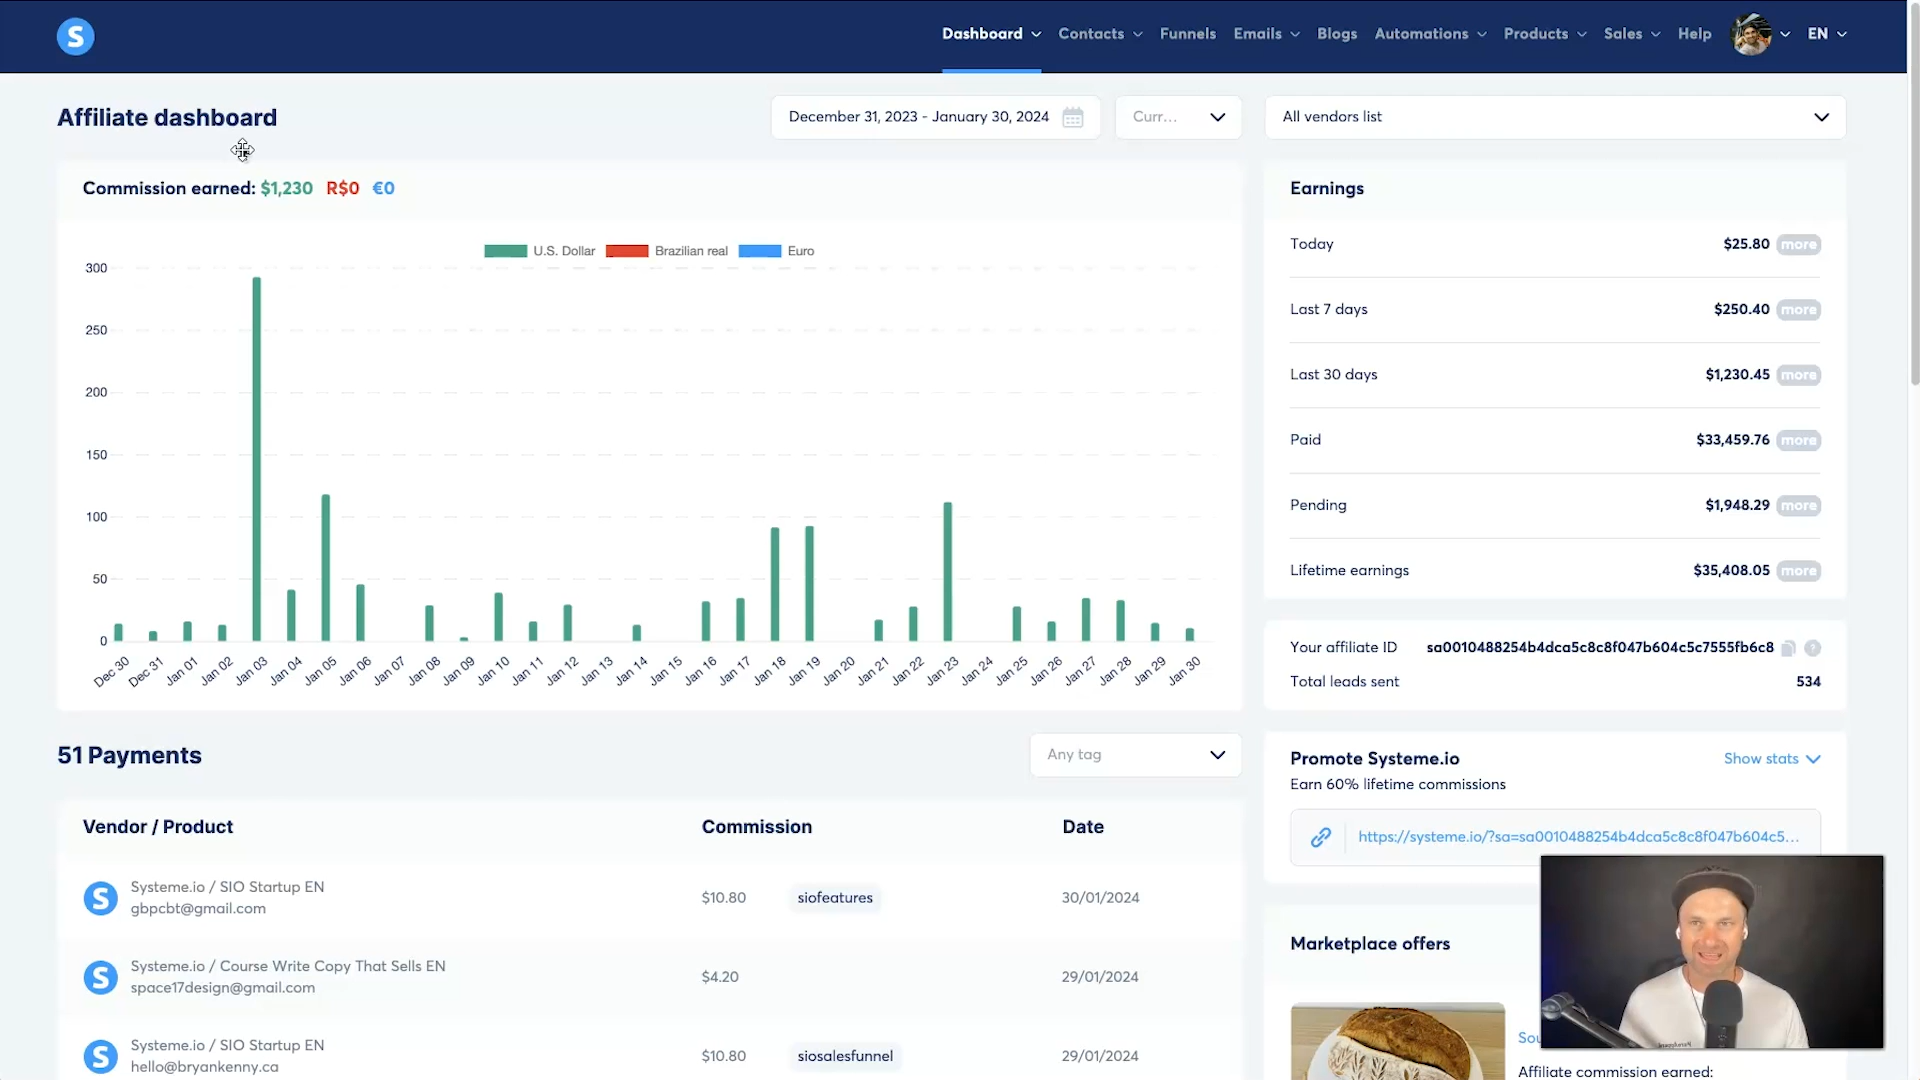 S
Dashboard
Contacts
Funnels
Emails
Blogs
Automations
Products
Sales
Help
EN
Affiliate dashboard
December 31, 2023 - January 30, 2024
Curr...
All vendors list
Commission earned: $1,230 R$0 €0
U.S. Dollar
Brazilian real
Euro
300
250
200
150
100
50
0
Dec 30
Dec 31
Jan 01
Jan 02
Jan 03
Jan 04
Jan 05
Jan 06
Jan 07
Jan 08
Jan 09
Jan 10
Jan 11
Jan 12
Jan 13
Jan 14
Jan 15
Jan 16
Jan 17
Jan 18
Jan 19
Jan 20
Jan 21
Jan 22
Jan 23
Jan 24
Jan 25
Jan 26
Jan 27
Jan 28
Jan 29
Jan 30
Earnings
Today $25.80 more
Last 7 days $250.40 more
Last 30 days $1,230.45 more
Paid $33,459.76 more
Pending $1,948.29 more
Lifetime earnings $35,408.05 more
Your affiliate ID sa0010488254b4dca5c8c8f047b604c5c7555fb6c8 ?
Total leads sent 534
51 Payments
Any tag
Vendor / Product Commission Date
S
Systeme.io / SIO Startup EN
gbpcbt@gmail.com
$10.80 siofeatures 30/01/2024
S
Systeme.io / Course Write Copy That Sells EN
space17design@gmail.com
$4.20 29/01/2024
S
Systeme.io / SIO Startup EN
hello@bryankenny.ca
$10.80 siosalesfunnel 29/01/2024
Promote Systeme.io Show stats
Earn 60% lifetime commissions
https://systeme.io/?sa=sa0010488254b4dca5c8c8f047b604c5...
Marketplace offers
Sou
Affiliate commission earned: